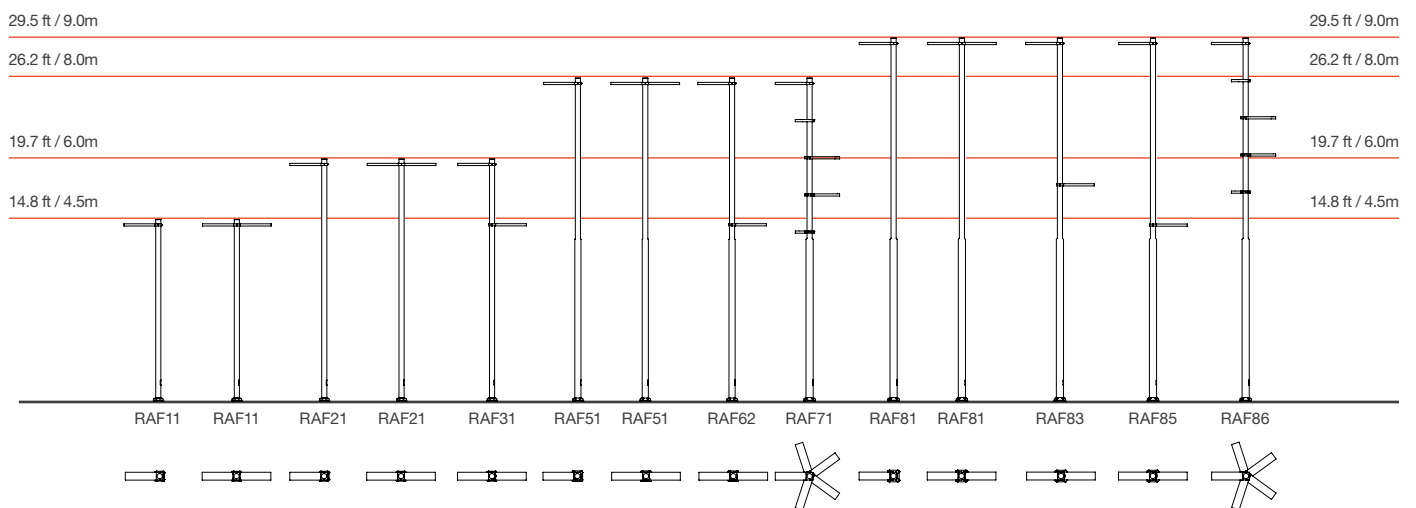 29.5 ft / 9.0m 29.5 ft / 9.0m
26.2 ft / 8.0m 26.2 ft / 8.0m
19.7 ft / 6.0m 19.7 ft / 6.0m
14.8 ft / 4.5m 14.8 ft / 4.5m
RAF11 RAF11 RAF21 RAF21 RAF31 RAF51 RAF51 RAF62 RAF71 RAF81 RAF81 RAF83 RAF85 RAF86